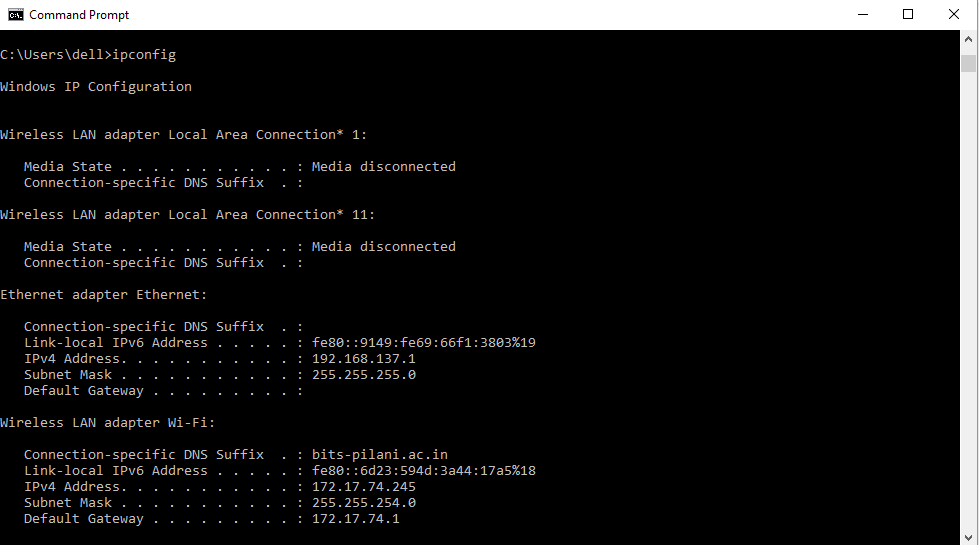 Command Prompt
C:\Users\dell>ipconfig
Windows IP Configuration
Wireless LAN adapter Local Area Connection* 1:
Media State . . . . . . . . . . . : Media disconnected
Connection-specific DNS Suffix  . :
Wireless LAN adapter Local Area Connection* 11:
Media State . . . . . . . . . . . : Media disconnected
Connection-specific DNS Suffix  . :
Ethernet adapter Ethernet:
Connection-specific DNS Suffix  . :
Link-local IPv6 Address . . . . . : fe80::9149:fe69:66f1:3803%19
IPv4 Address. . . . . . . . . . . : 192.168.137.1
Subnet Mask . . . . . . . . . . . : 255.255.255.0
Default Gateway . . . . . . . . . :
Wireless LAN adapter Wi-Fi:
Connection-specific DNS Suffix  . : bits-pilani.ac.in
Link-local IPv6 Address . . . . . : fe80::6d23:594d:3a44:17a5%18
IPv4 Address. . . . . . . . . . . : 172.17.74.245
Subnet Mask . . . . . . . . . . . : 255.255.254.0
Default Gateway . . . . . . . . . : 172.17.74.1